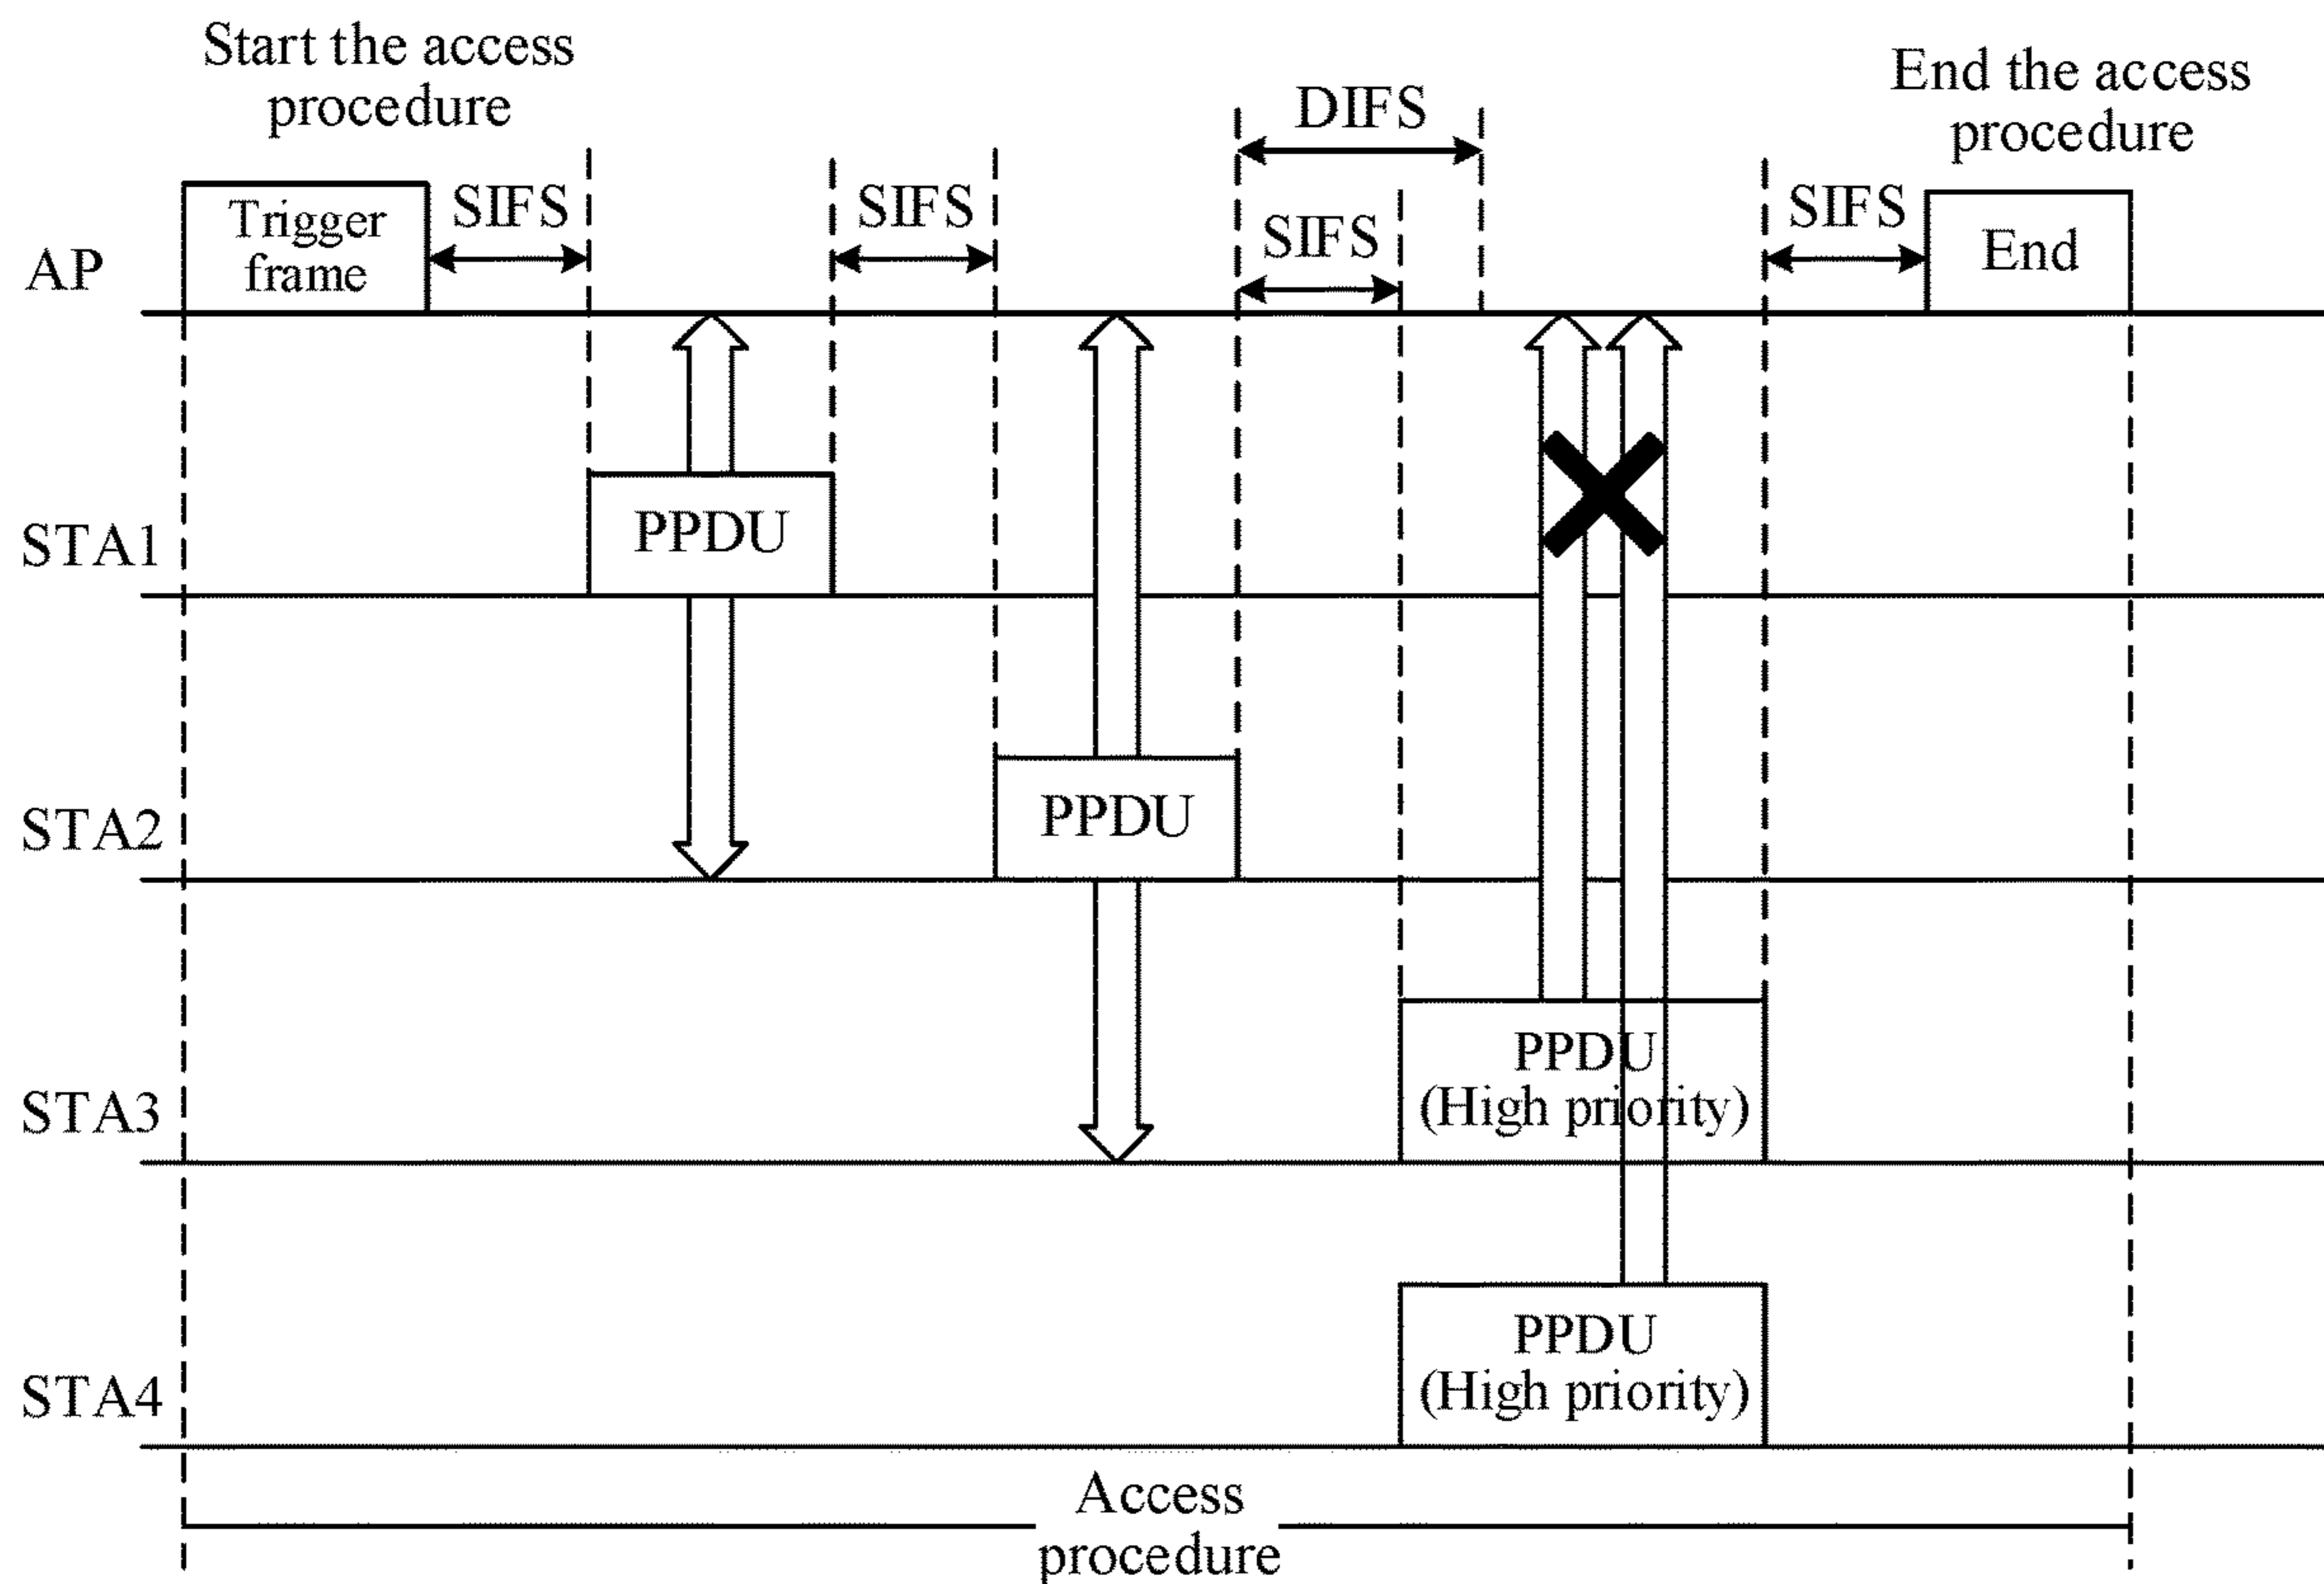 Start the access
procedure
DIFS
End the access
procedure
Trigger
frame
SIFS
SIFS
SIFS
SIFS
End
AP
PPDU
STA1
PPDU
STA2
PPDU
(High priority)
STA3
PPDU
(High priority)
STA4
Access
procedure